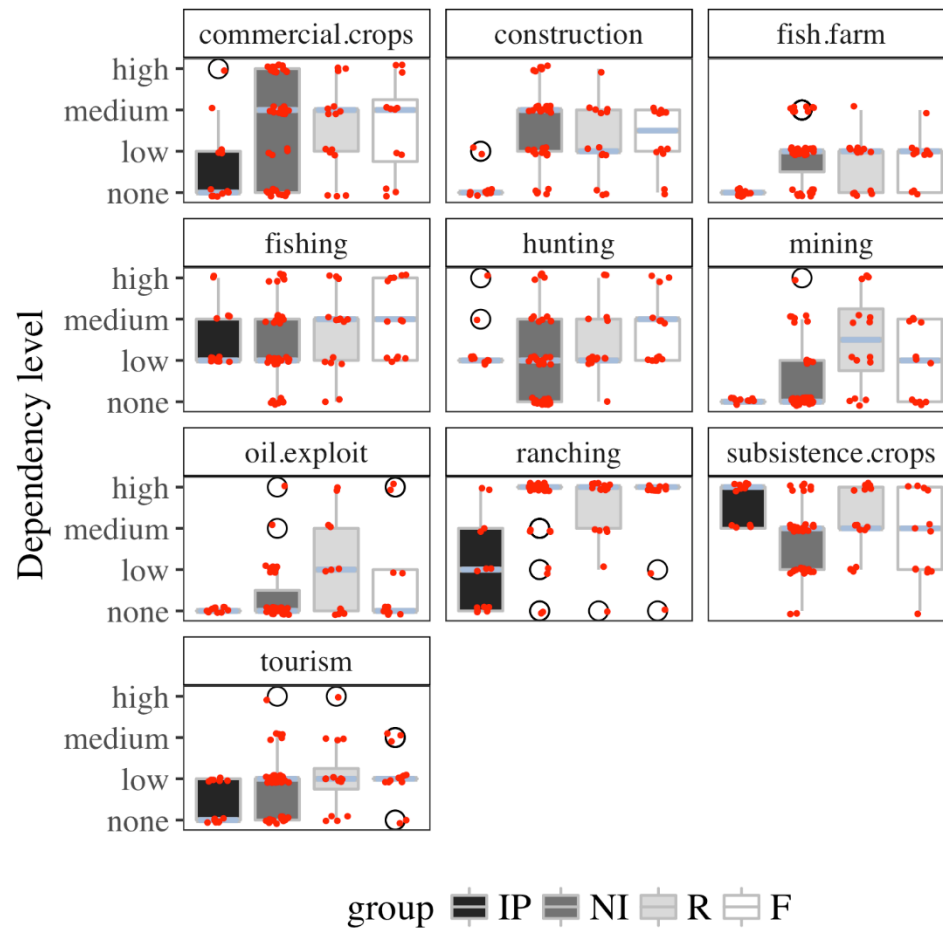 commercial.crops construction fish.farm
high
medium
low
none
fishing hunting mining
high
medium
low
none
oil.exploit ranching subsistence.crops
high
medium
low
none
tourism
high
medium
low
none
Dependency level
group IP NI R F